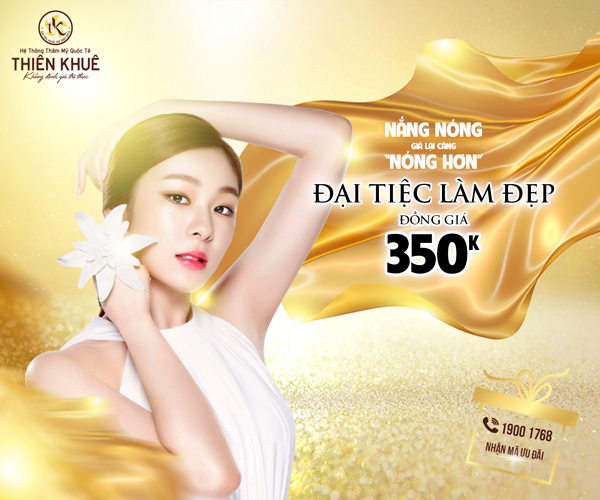 Hệ Thống Thẩm Mỹ Quốc Tế
THIÊN KHUÊ
Khẳng định giá trị thực
NẮNG NÓNG
GIÁ LẠI CÀNG
"NÓNG HƠN"
ĐẠI TIỆC LÀM ĐẸP
ĐỒNG GIÁ
350K
1900 1768
NHẬN MÃ ƯU ĐÃI